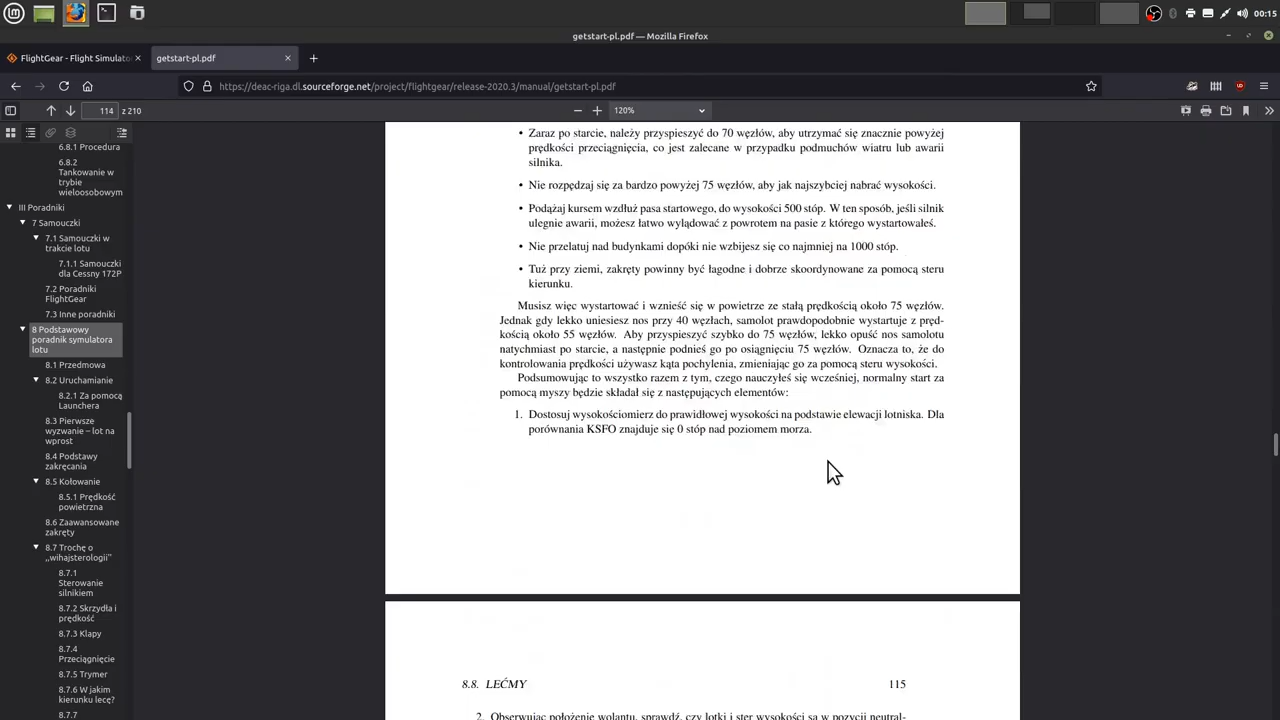 00:15
getstart-pl.pdf — Mozilla Firefox
FlightGear - Flight Simulato
getstart-pl.pdf
https://deac-riga.dl.sourceforge.net/project/flightgear/release-2020.3/manual/getstart-pl.pdf
114 z 210
120%
6.8.1 Procedura
6.8.2
Tankowanie w
trybie
wieloosobowym
III Poradniki
7 Samouczki
7.1 Samouczki w
trakcie lotu
7.1.1 Samouczki
dla Cessny 172P
7.2 Poradniki
FlightGear
7.3 Inne poradniki
8 Podstawowy
poradnik symulatora
lotu
8.1 Przedmowa
8.2 Uruchamianie
8.2.1 Za pomocą
Launchera
8.3 Pierwsze
wyzwanie – lot na
wprost
8.4 Podstawy
zakręcania
8.5 Kołowanie
8.5.1 Prędkość
powietrzna
8.6 Zaawansowane
zakręty
8.7 Trochę o
„wihajsterologii”
8.7.1
Sterowanie
silnikiem
8.7.2 Skrzydła i
prędkość
8.7.3 Klapy
8.7.4
Przeciągnięcie
8.7.5 Trymer
8.7.6 W jakim
kierunku lecę?
8.7.7
• Zaraz po starcie, należy przyspieszyć do 70 węzłów, aby utrzymać się znacznie powyżej
prędkości przeciągnięcia, co jest zalecane w przypadku podmuchów wiatru lub awarii
silnika.
• Nie rozpędzaj się za bardzo powyżej 75 węzłów, aby jak najszybciej nabrać wysokości.
• Podążaj kursem wzdłuż pasa startowego, do wysokości 500 stóp. W ten sposób, jeśli silnik
ulegnie awarii, możesz łatwo wylądować z powrotem na pasie z którego wystartowałeś.
• Nie przelatuj nad budynkami dopóki nie wzbijesz się co najmniej na 1000 stóp.
• Tuż przy ziemi, zakręty powinny być łagodne i dobrze skoordynowane za pomocą steru
kierunku.
Musisz więc wystartować i wznieść się w powietrze ze stałą prędkością około 75 węzłów.
Jednak gdy lekko uniesiesz nos przy 40 węzłach, samolot prawdopodobnie wystartuje z pręd-
kością około 55 węzłów. Aby przyspieszyć szybko do 75 węzłów, lekko opuść nos samolotu
natychmiast po starcie, a następnie podnieś go po osiągnięciu 75 węzłów. Oznacza to, że do
kontrolowania prędkości używasz kąta pochylenia, zmieniając go za pomocą steru wysokości.
Podsumowując to wszystko razem z tym, czego nauczyłeś się wcześniej, normalny start za
pomocą myszy będzie składał się z następujących elementów:
1. Dostosuj wysokościomierz do prawidłowej wysokości na podstawie elewacji lotniska. Dla
porównania KSFO znajduje się 0 stóp nad poziomem morza.
8.8. LEĆMY 115
2. Obserwując położenie wolantu, sprawdź, czy lotki i ster wysokości są w pozycji neutral-